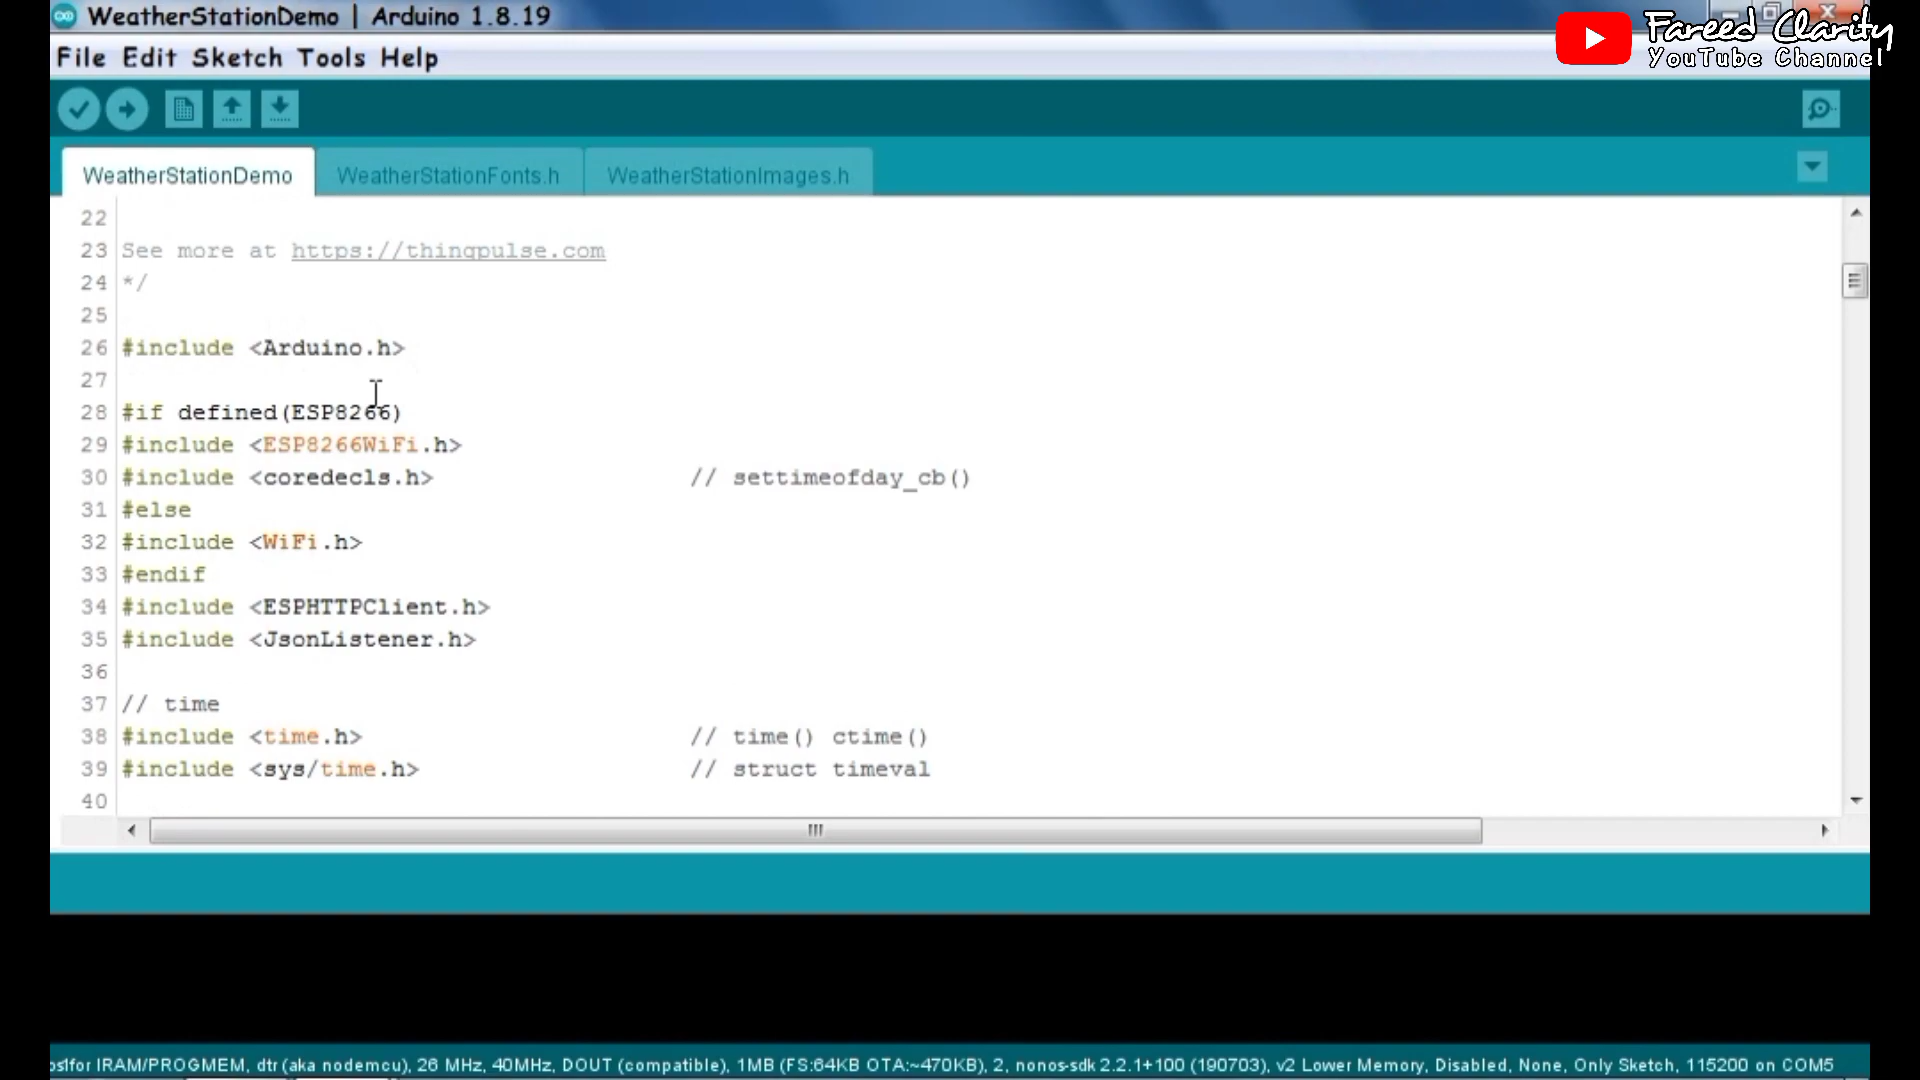 WeatherStationDemo | Arduino 1.8.19
Fareed Clarity
YouTube Channel
File Edit Sketch Tools Help
WeatherStationDemo WeatherStationFonts.h WeatherStationImages.h
22
23 See more at https://thingpulse.com
24 */
25
26 #include <Arduino.h>
27
28 #if defined(ESP8266)
29 #include <ESP8266WiFi.h>
30 #include <coredecls.h> // settimeofday_cb()
31 #else
32 #include <WiFi.h>
33 #endif
34 #include <ESPHTTPClient.h>
35 #include <JsonListener.h>
36
37 // time
38 #include <time.h> // time() ctime()
39 #include <sys/time.h> // struct timeval
40
for IRAM/PROGMEM, dtr (aka nodemcu), 26 MHz, 40MHz, DOUT (compatible), 1MB (FS:64KB OTA:~470KB), 2, nonos-sdk 2.2.1+100 (190703), v2 Lower Memory, Disabled, None, Only Sketch, 115200 on COM5